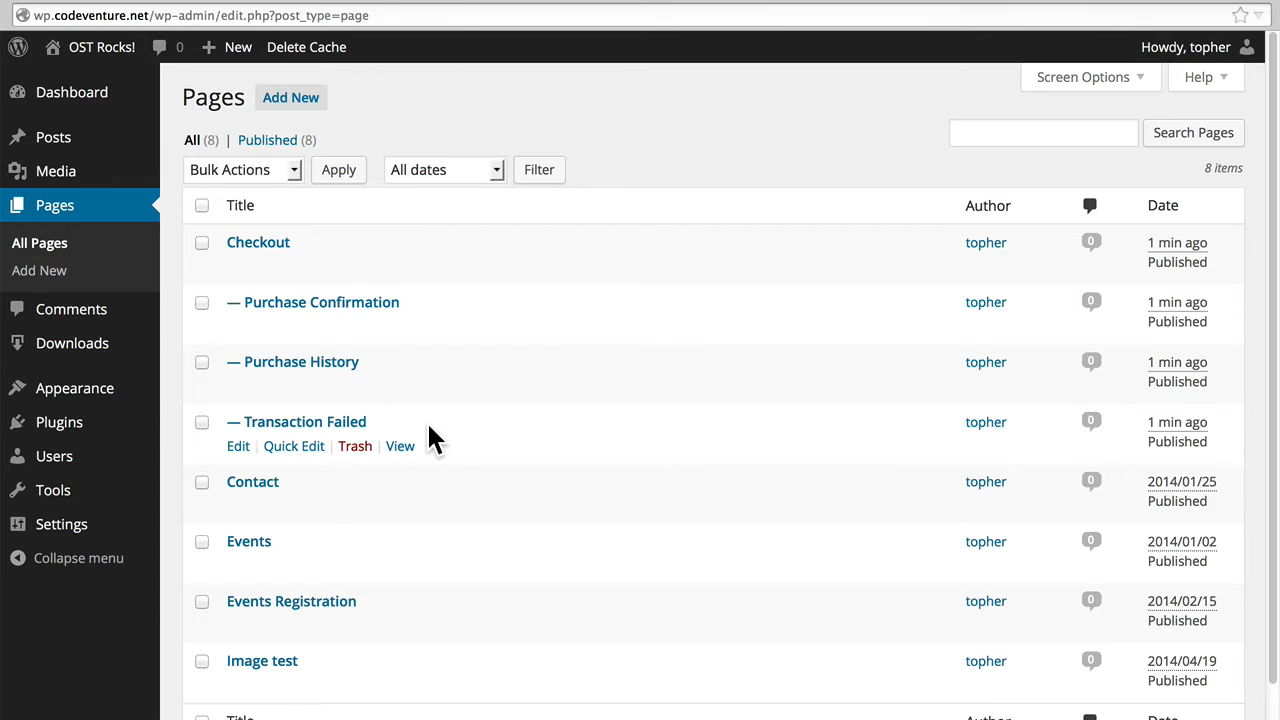 wp.codeventure.net/wp-admin/edit.php?post_type=page
OST Rocks! 0 New Delete Cache Howdy, topher
Screen Options Help
Dashboard
Posts
Media
Pages
All Pages
Add New
Comments
Downloads
Appearance
Plugins
Users
Tools
Settings
Collapse menu
Pages Add New
All (8) | Published (8)
Search Pages
Bulk Actions Apply All dates Filter
8 items
Title Author Date
Checkout topher 0 1 min ago
Published
— Purchase Confirmation topher 0 1 min ago
Published
— Purchase History topher 0 1 min ago
Published
— Transaction Failed topher 0 1 min ago
Edit | Quick Edit | Trash | View Published
Contact topher 0 2014/01/25
Published
Events topher 0 2014/01/02
Published
Events Registration topher 0 2014/02/15
Published
Image test topher 0 2014/04/19
Published
Title Author Date